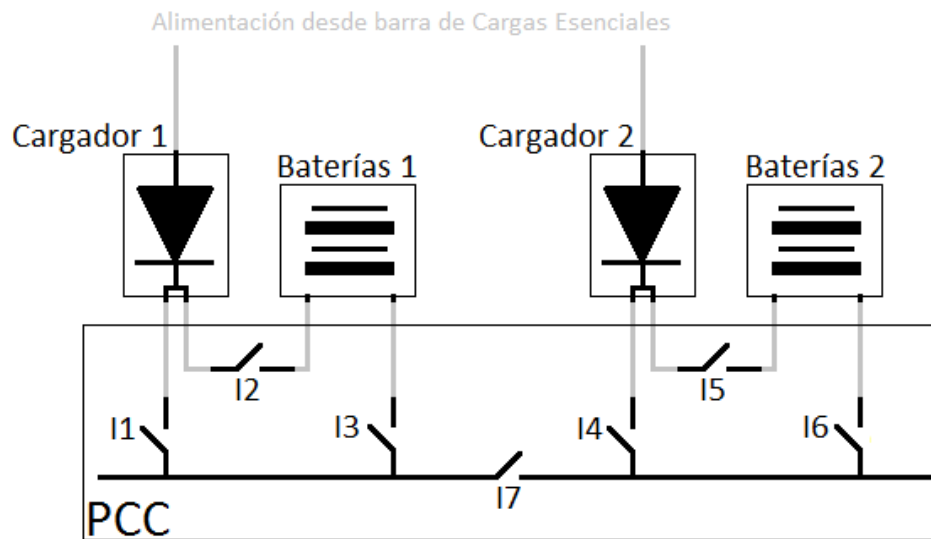 Alimentación desde barra de Cargas Esenciales
Cargador 1
Baterías 1
Cargador 2
Baterías 2
I2
I5
I1
I3
I4
I6
I7
PCC